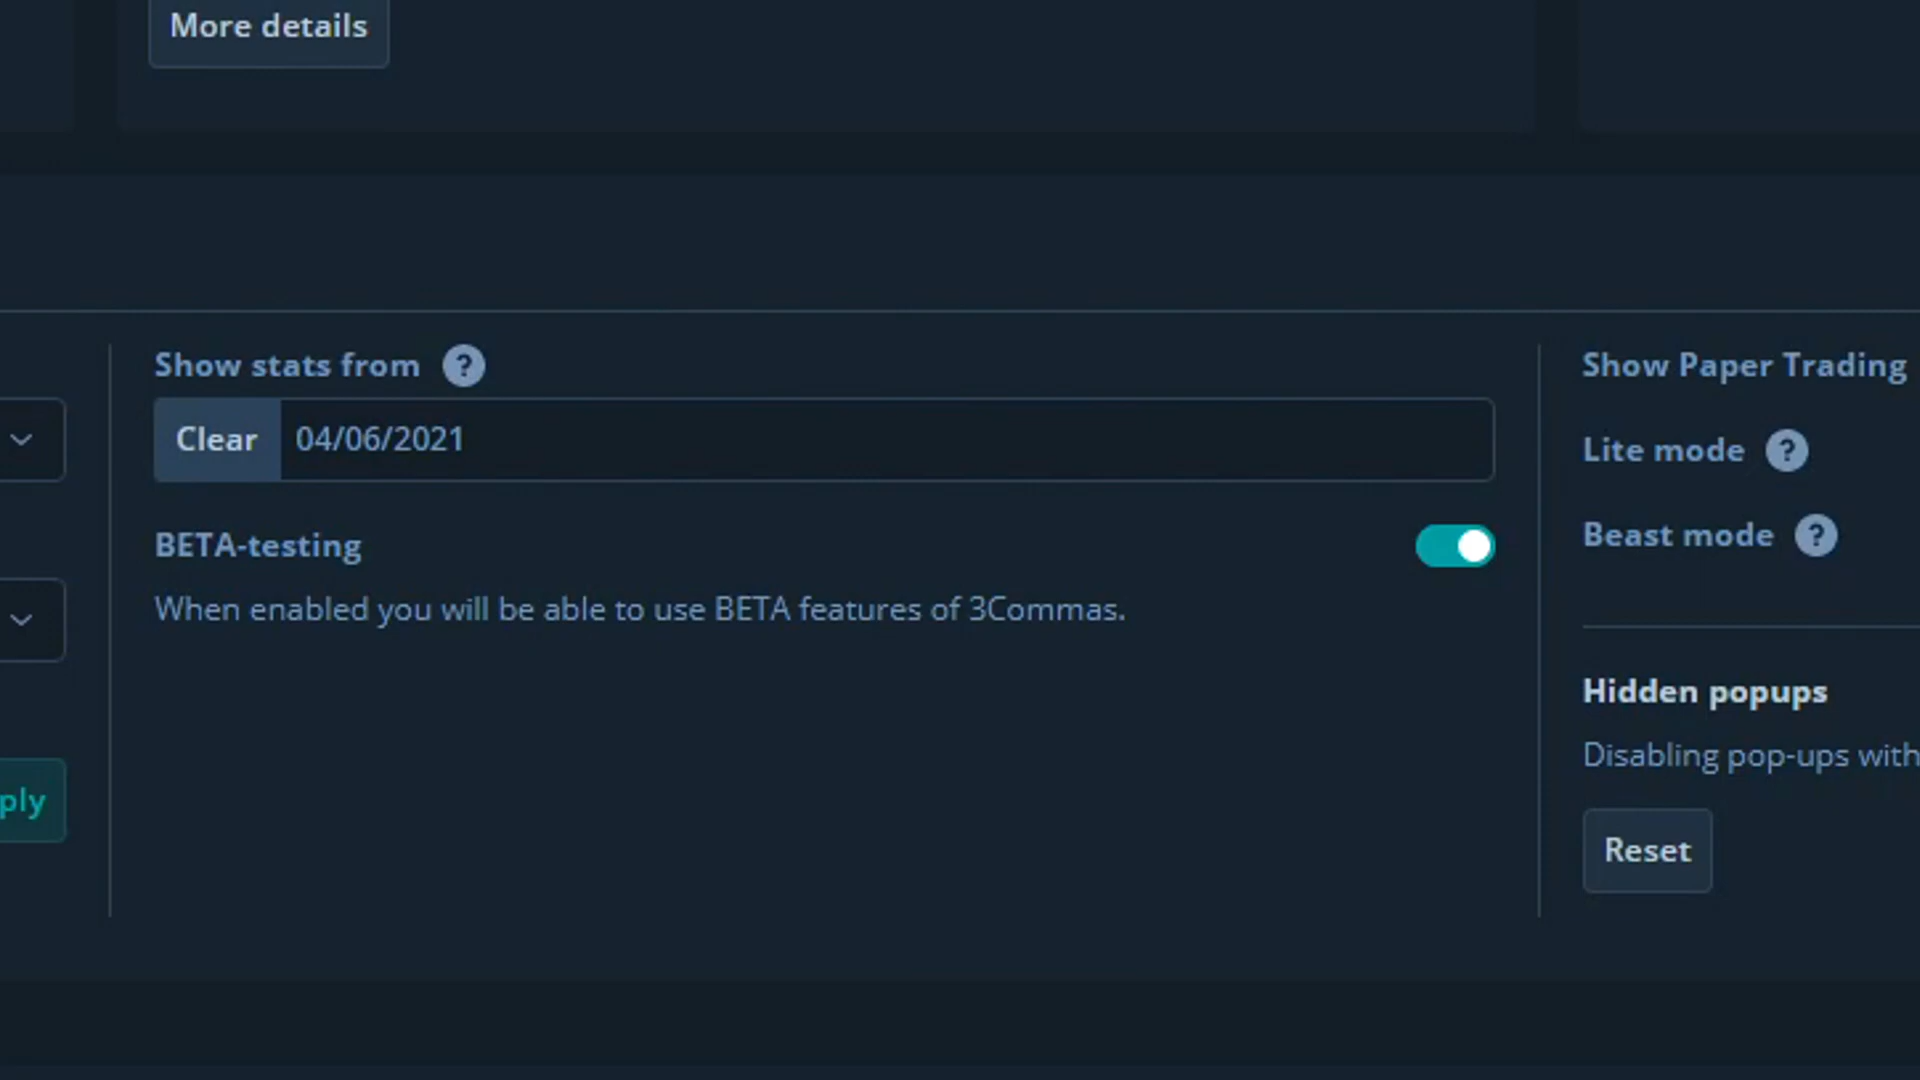 More details
Show stats from ?
Clear 04/06/2021
BETA-testing
When enabled you will be able to use BETA features of 3Commas.
ply
Show Paper Trading
Lite mode ?
Beast mode ?
Hidden popups
Disabling pop-ups with
Reset